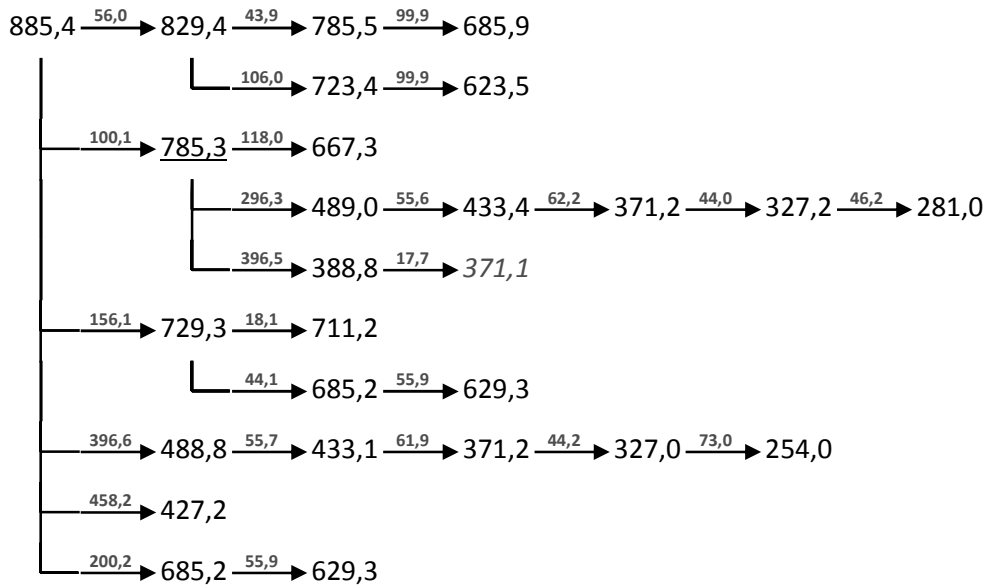 885,4 56,0 829,4 43,9 785,5 99,9 685,9
106,0 723,4 99,9 623,5
100,1 785,3 118,0 667,3
296,3 489,0 55,6 433,4 62,2 371,2 44,0 327,2 46,2 281,0
396,5 388,8 17,7 371,1
156,1 729,3 18,1 711,2
44,1 685,2 55,9 629,3
396,6 488,8 55,7 433,1 61,9 371,2 44,2 327,0 73,0 254,0
458,2 427,2
200,2 685,2 55,9 629,3